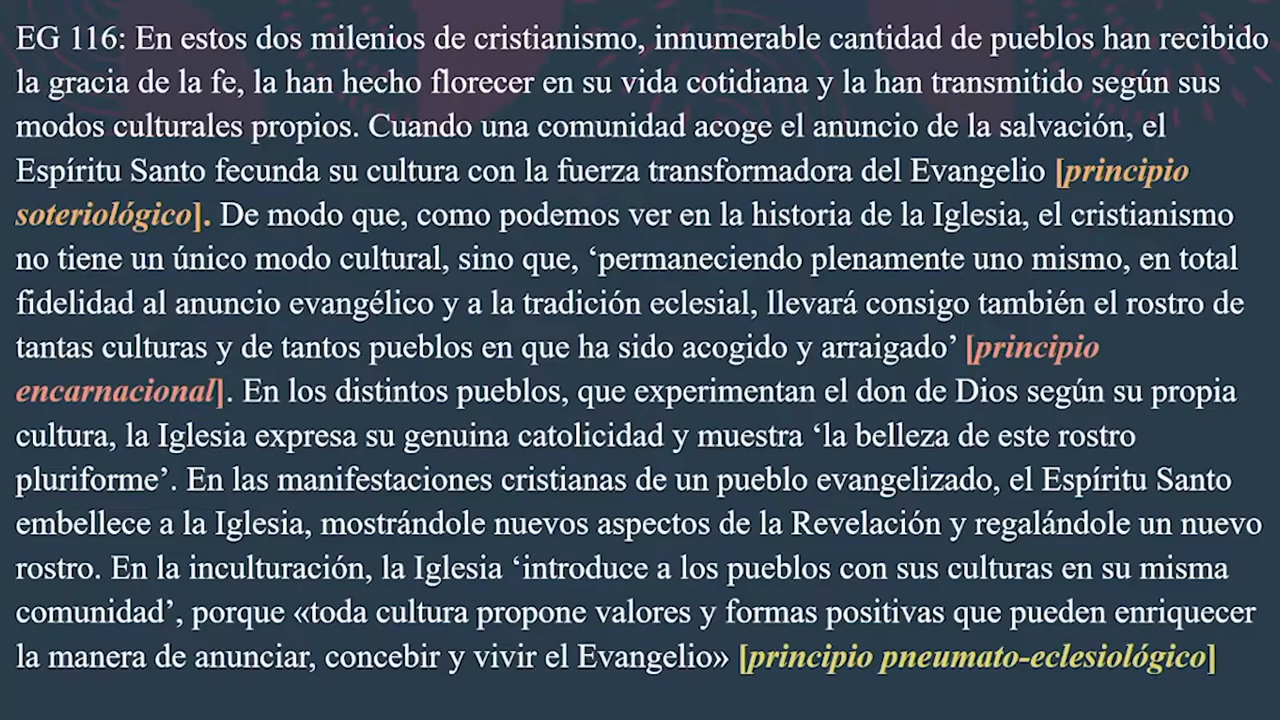 EG 116: En estos dos milenios de cristianismo, innumerable cantidad de pueblos han recibido
la gracia de la fe, la han hecho florecer en su vida cotidiana y la han transmitido según sus
modos culturales propios. Cuando una comunidad acoge el anuncio de la salvación, el
Espíritu Santo fecunda su cultura con la fuerza transformadora del Evangelio [principio
soteriológico]. De modo que, como podemos ver en la historia de la Iglesia, el cristianismo
no tiene un único modo cultural, sino que, ‘permaneciendo plenamente uno mismo, en total
fidelidad al anuncio evangélico y a la tradición eclesial, llevará consigo también el rostro de
tantas culturas y de tantos pueblos en que ha sido acogido y arraigado’ [principio
encarnacional]. En los distintos pueblos, que experimentan el don de Dios según su propia
cultura, la Iglesia expresa su genuina catolicidad y muestra ‘la belleza de este rostro
pluriforme’. En las manifestaciones cristianas de un pueblo evangelizado, el Espíritu Santo
embellece a la Iglesia, mostrándole nuevos aspectos de la Revelación y regalándole un nuevo
rostro. En la inculturación, la Iglesia ‘introduce a los pueblos con sus culturas en su misma
comunidad’, porque «toda cultura propone valores y formas positivas que pueden enriquecer
la manera de anunciar, concebir y vivir el Evangelio» [principio pneumato-eclesiológico]